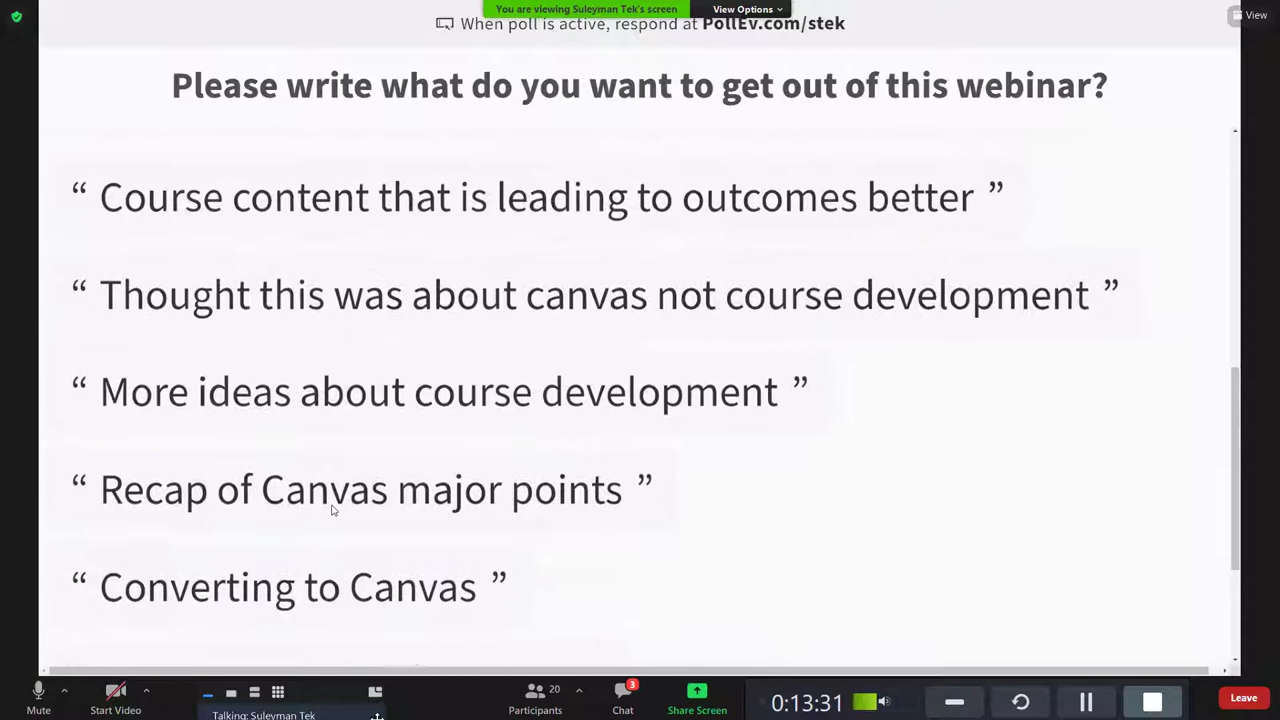 You are viewing Suleyman Tek's screen
View Options
View
When poll is active, respond at PollEv.com/stek
Please write what do you want to get out of this webinar?
“ Course content that is leading to outcomes better ”
“ Thought this was about canvas not course development ”
“ More ideas about course development ”
“ Recap of Canvas major points ”
“ Converting to Canvas ”
Mute
Start Video
Talking: Suleyman Tek
20
Participants
3
Chat
Share Screen
0:13:31
Leave